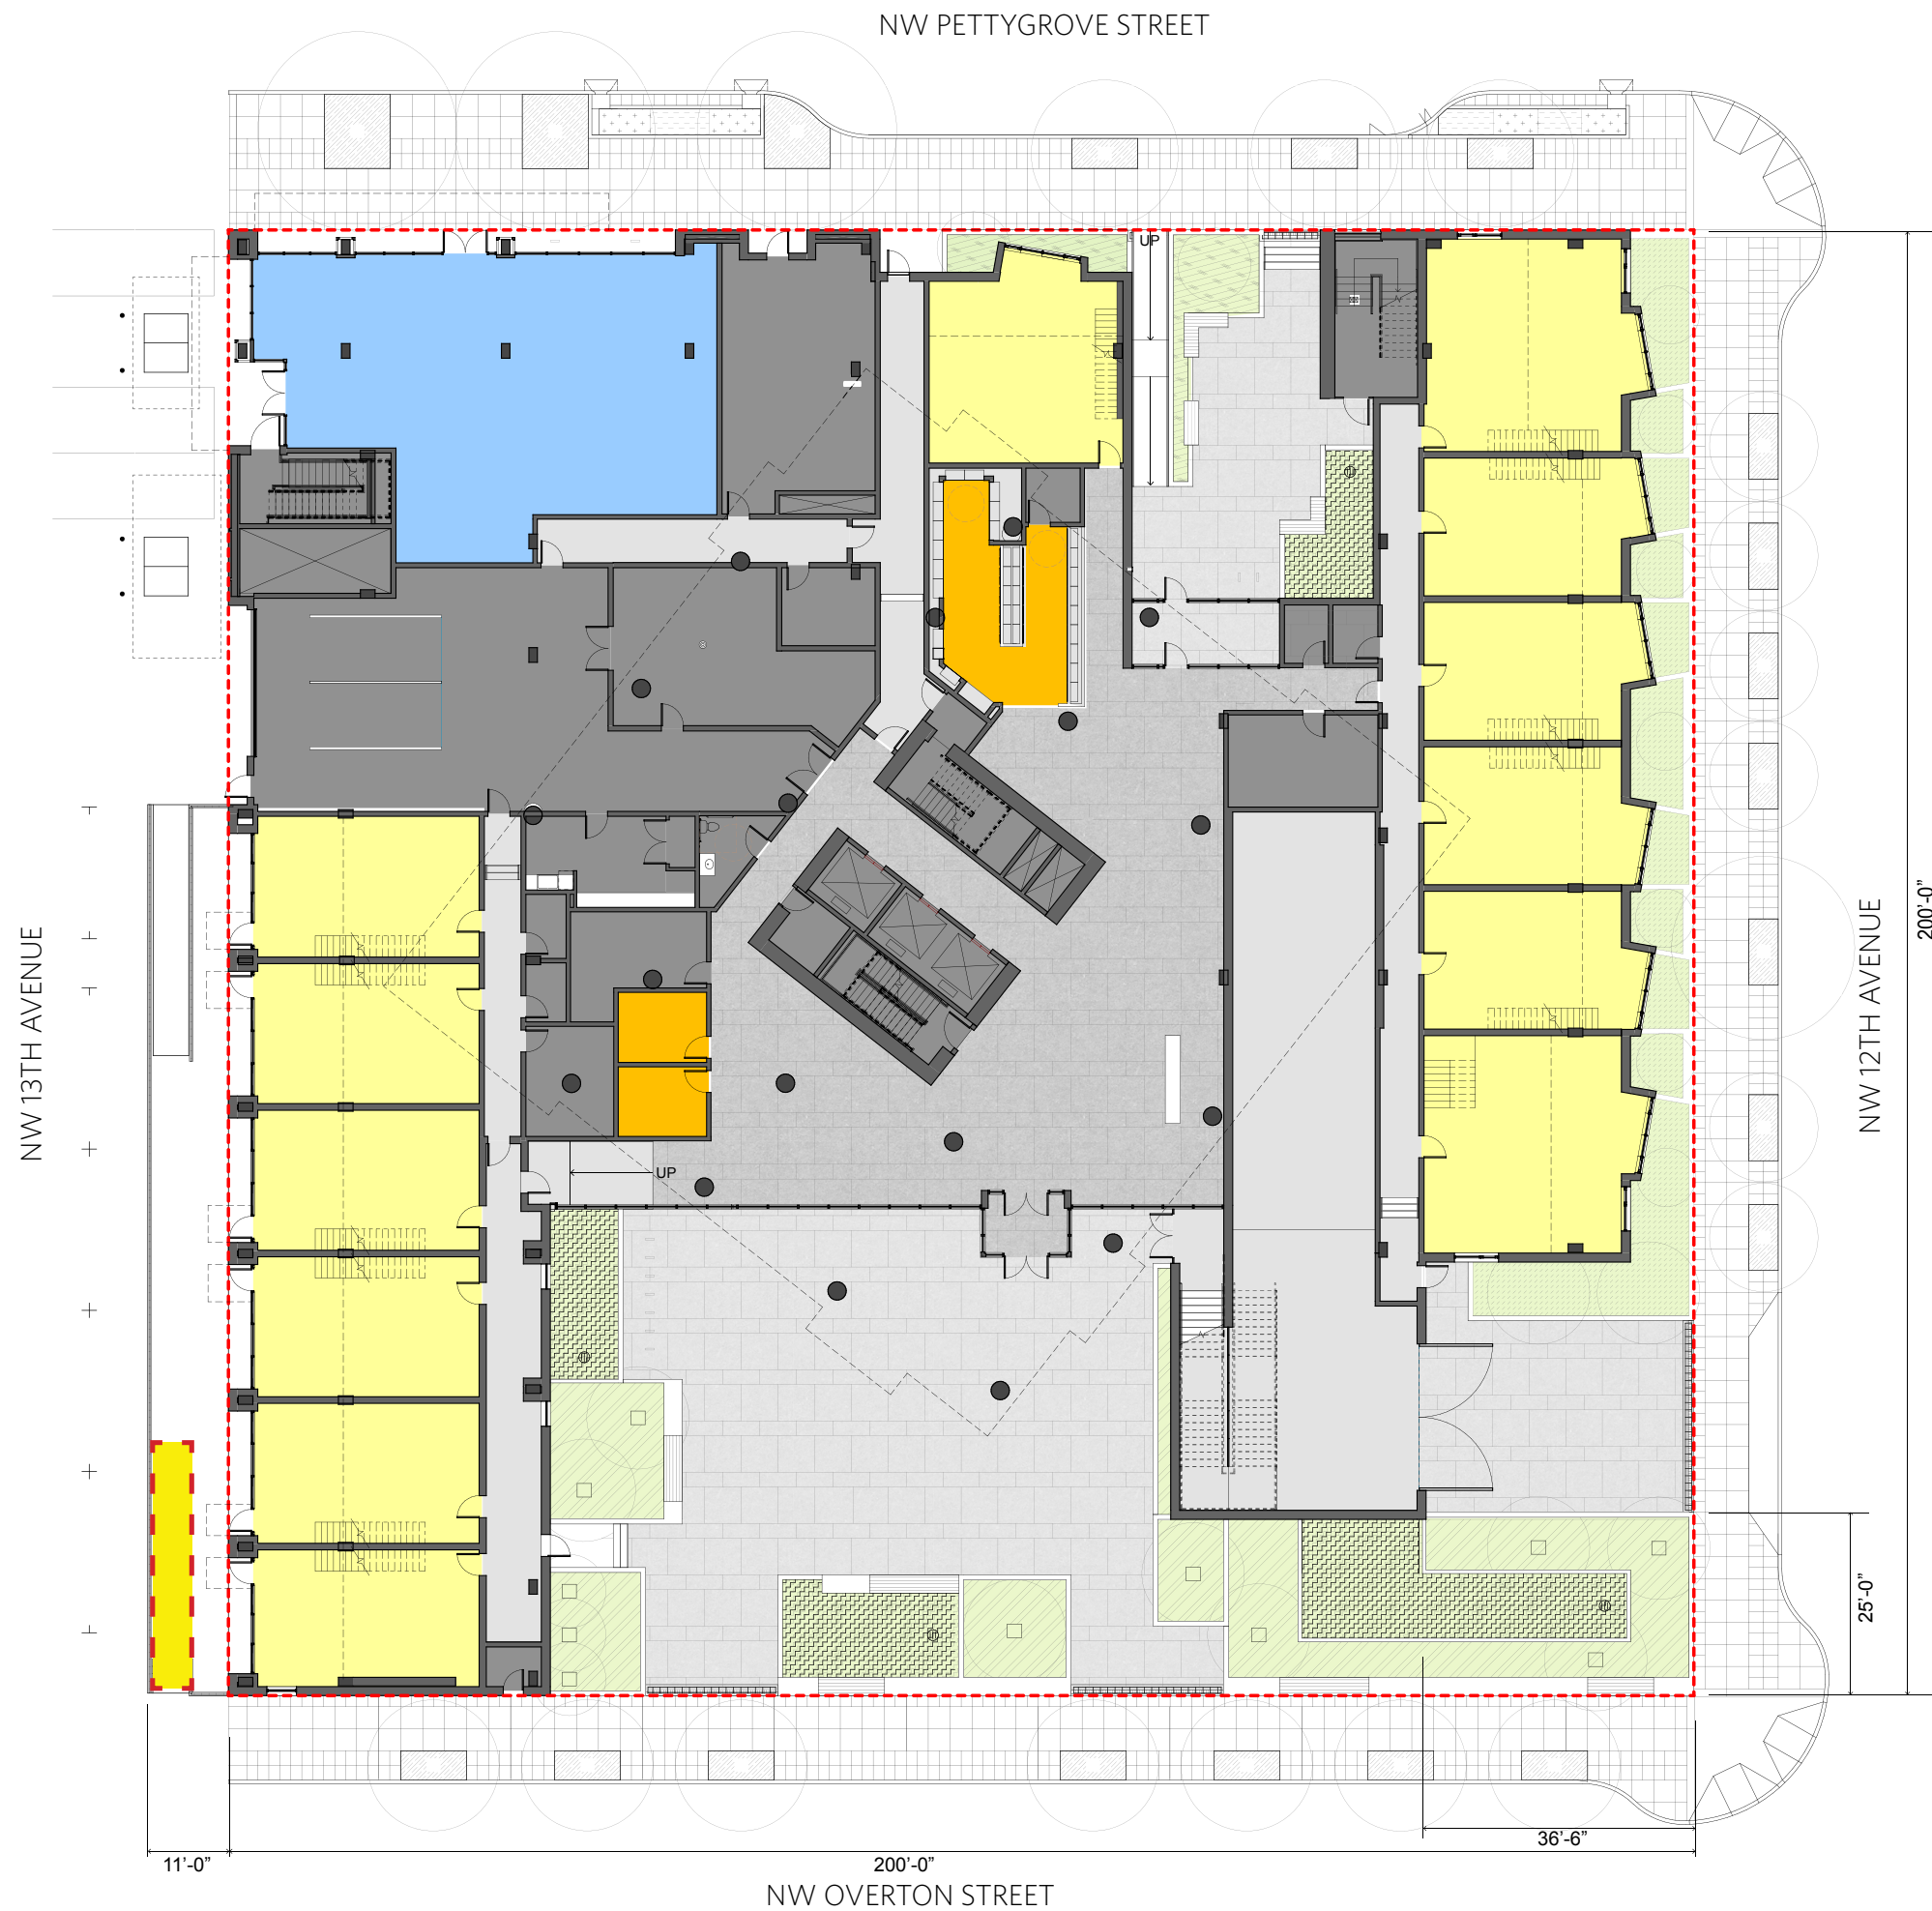 NW PETTYGROVE STREET
UP
200'-0”
NW 13TH AVENUE
NW 12TH AVENUE
UP
25'-0”
36'-6”
11'-0”
200'-0”
NW OVERTON STREET